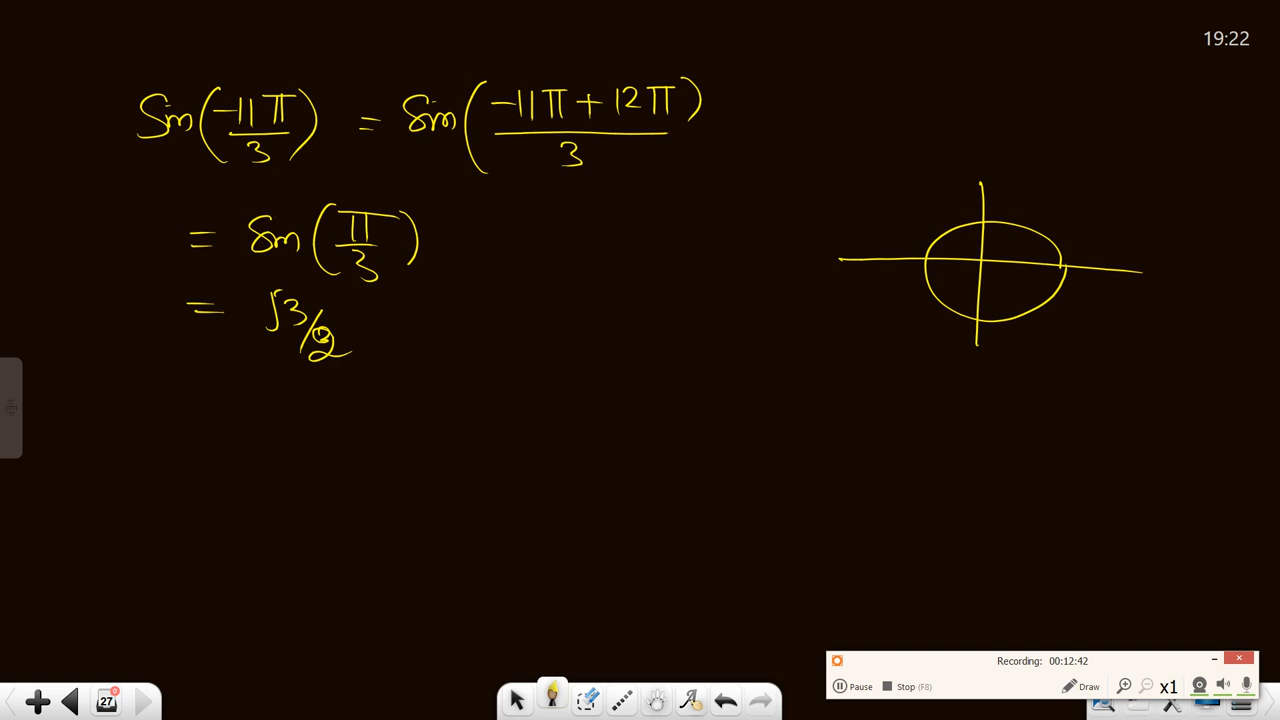 19:22
Sin(-11π/3) = Sin((-11π+12π)/3)
= Sin(π/3)
= √3/2
Recording: 00:12:42
Pause Stop (F8) Draw x1
27 0